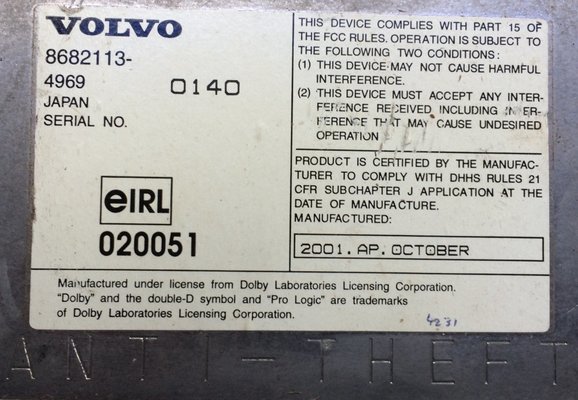 VOLVO
8682113-
4969 0140
JAPAN
SERIAL NO.
eIRL
020051
THIS DEVICE COMPLIES WITH PART 15 OF
THE FCC RULES. OPERATION IS SUBJECT TO
THE FOLLOWING TWO CONDITIONS:
(1) THIS DEVICE MAY NOT CAUSE HARMFUL
INTERFERENCE.
(2) THIS DEVICE MUST ACCEPT ANY INTER-
FERENCE RECEIVED INCLUDING INTER-
FERENCE THAT MAY CAUSE UNDESIRED
OPERATION
PRODUCT IS CERTIFIED BY THE MANUFAC-
TURER TO COMPLY WITH DHHS RULES 21
CFR SUBCHAPTER J APPLICATION AT THE
DATE OF MANUFACTURE.
MANUFACTURED:
2001.AP.OCTOBER
Manufactured under license from Dolby Laboratories Licensing Corporation.
"Dolby" and the double-D symbol and "Pro Logic" are trademarks
of Dolby Laboratories Licensing Corporation.
4231
ANTI-THEFT